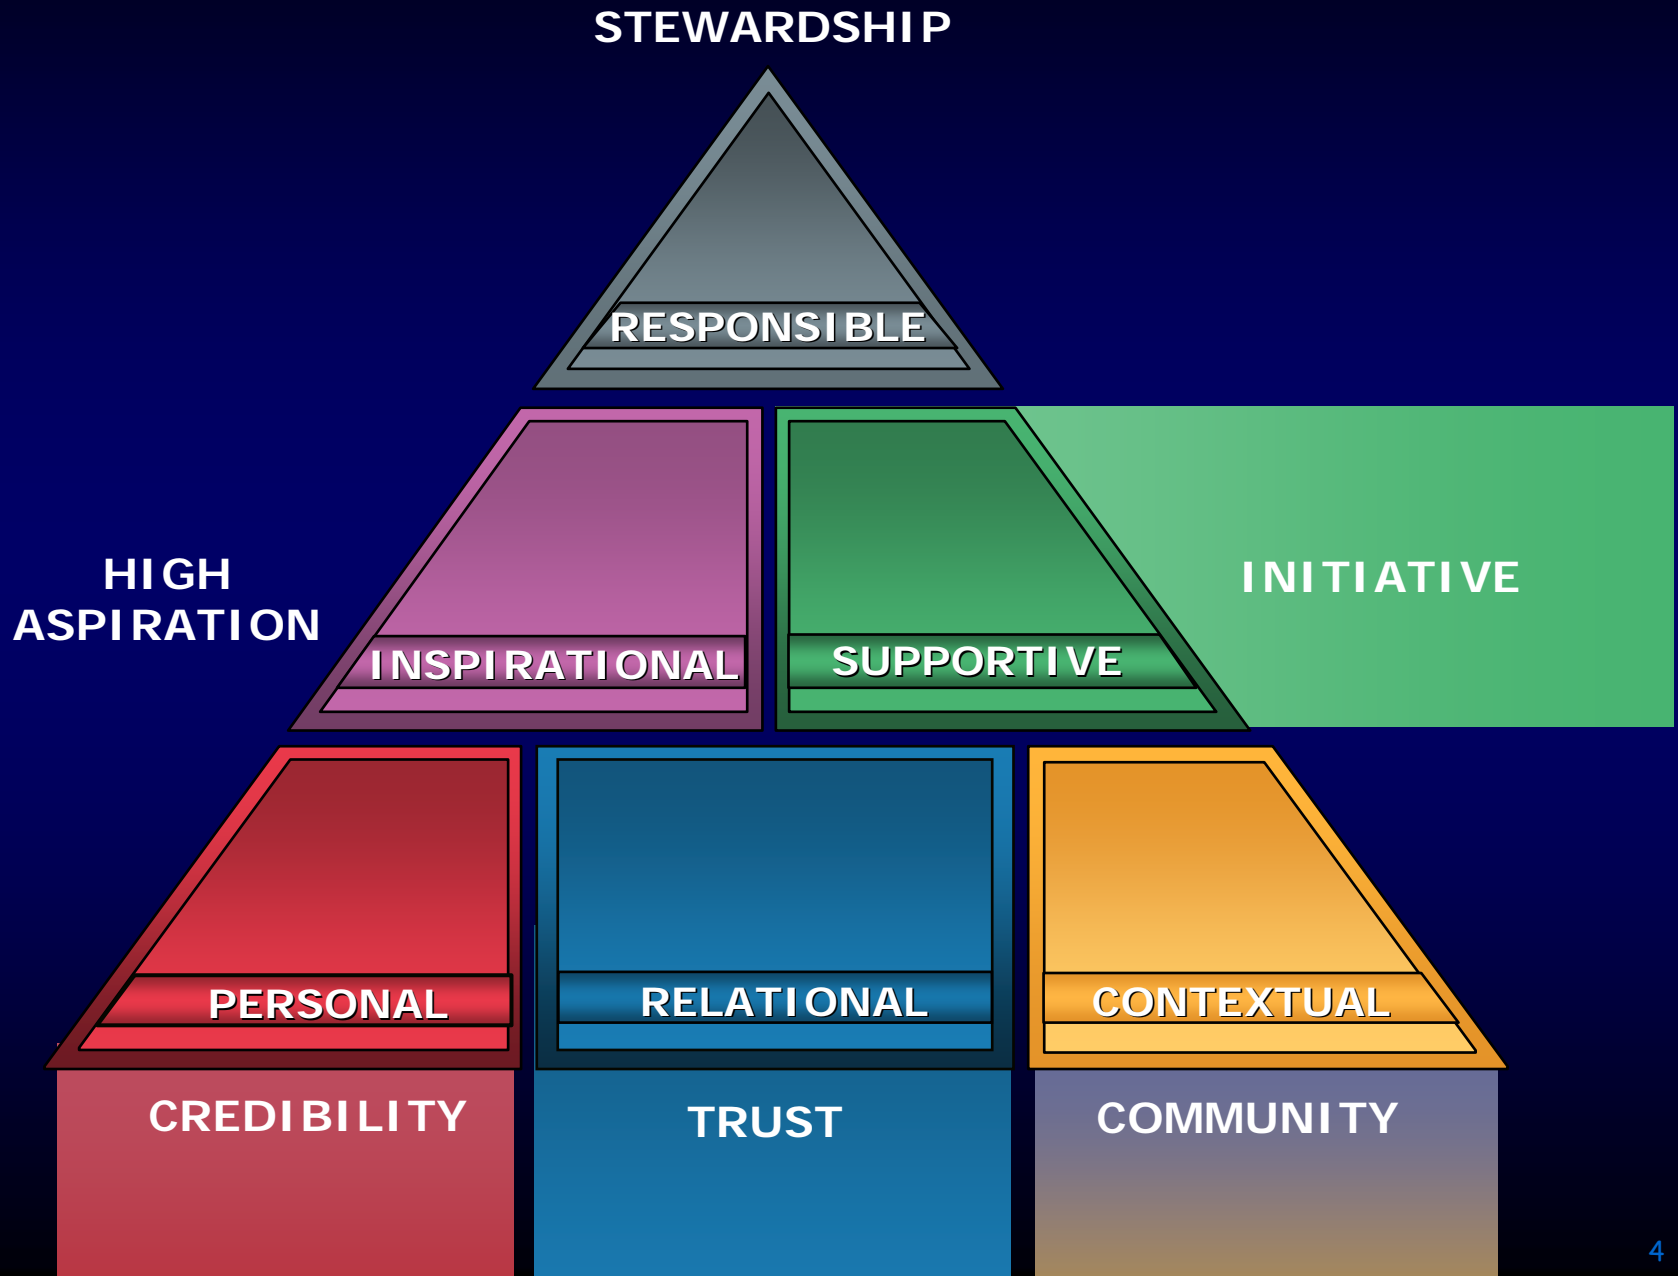 STEWARDSHIP
RESPONSIBLE
HIGH
ASPIRATION
INSPIRATIONAL
SUPPORTIVE
INITIATIVE
PERSONAL
RELATIONAL
CONTEXTUAL
CREDIBILITY
TRUST
COMMUNITY
4